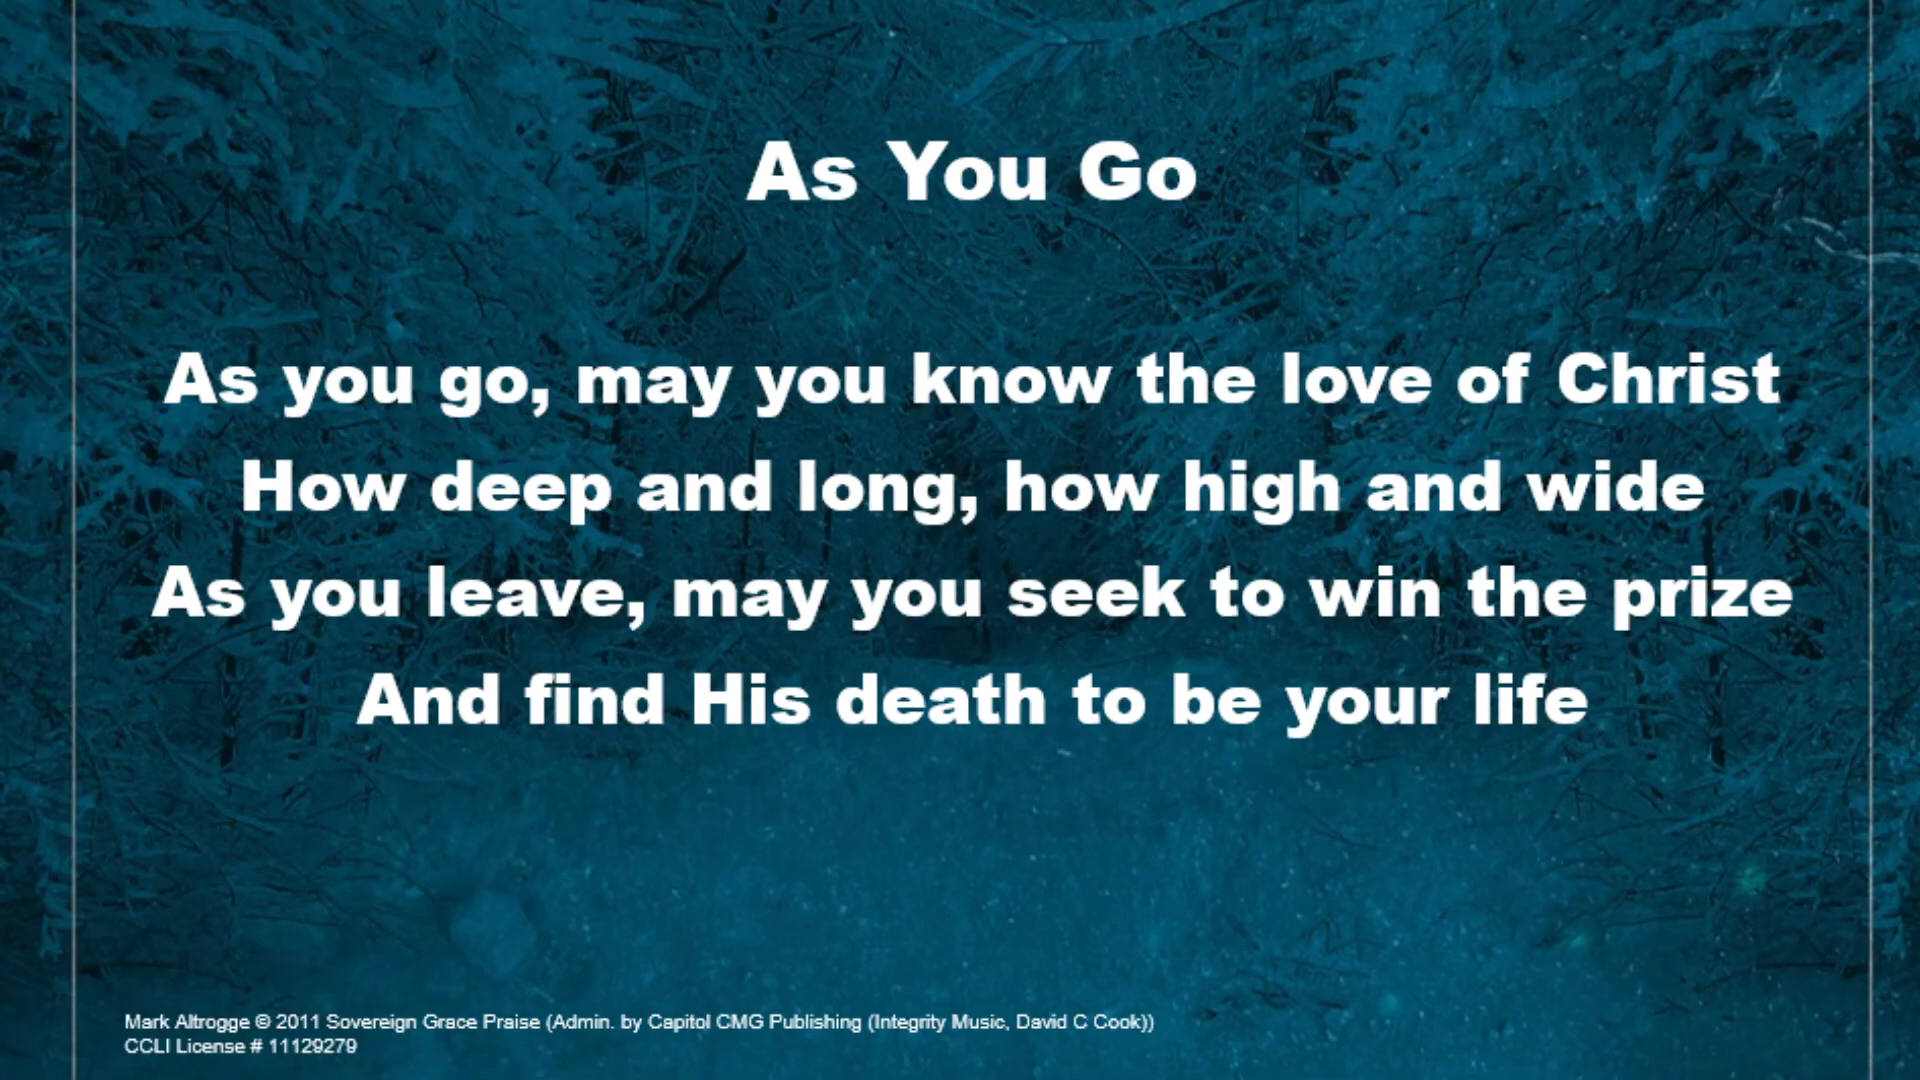 As You Go
As you go, may you know the love of Christ
How deep and long, how high and wide
As you leave, may you seek to win the prize
And find His death to be your life
Mark Altrogge © 2011 Sovereign Grace Praise (Admin. by Capitol CMG Publishing (Integrity Music, David C Cook))
CCLI License # 11129279